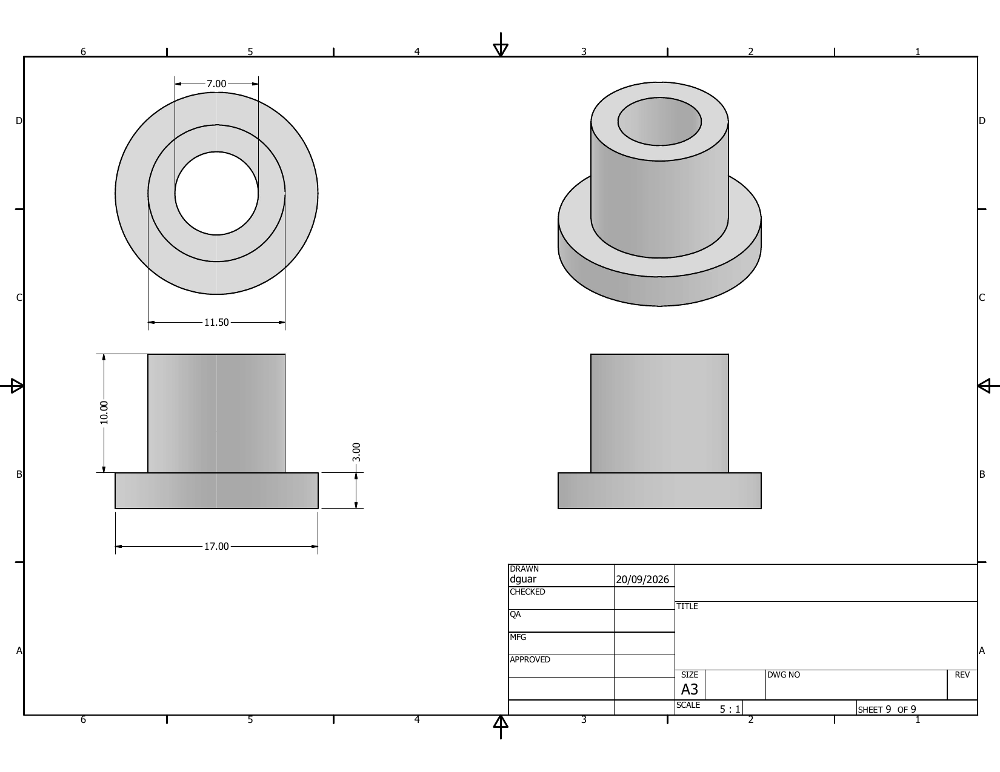 6 5 4 3 2 1
7.00
D D
C C
11.50
10.00
3.00
B B
17.00
DRAWN
dguar 20/09/2026
CHECKED
TITLE
QA
MFG
A A
APPROVED
SIZE DWG NO REV
A3
SCALE 5 : 1 SHEET 9 OF 9
6 5 4 3 2 1